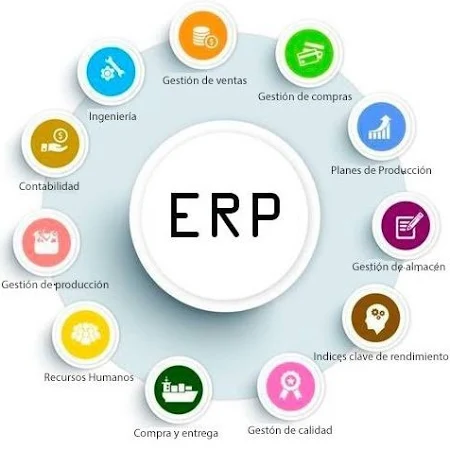 Gestión de ventas
Gestión de compras
Planes de Producción
Gestión de almacén
Indices clave de rendimiento
Gestón de calidad
Compra y entrega
Recursos Humanos
Gestión de producción
Contabilidad
Ingeniería
ERP